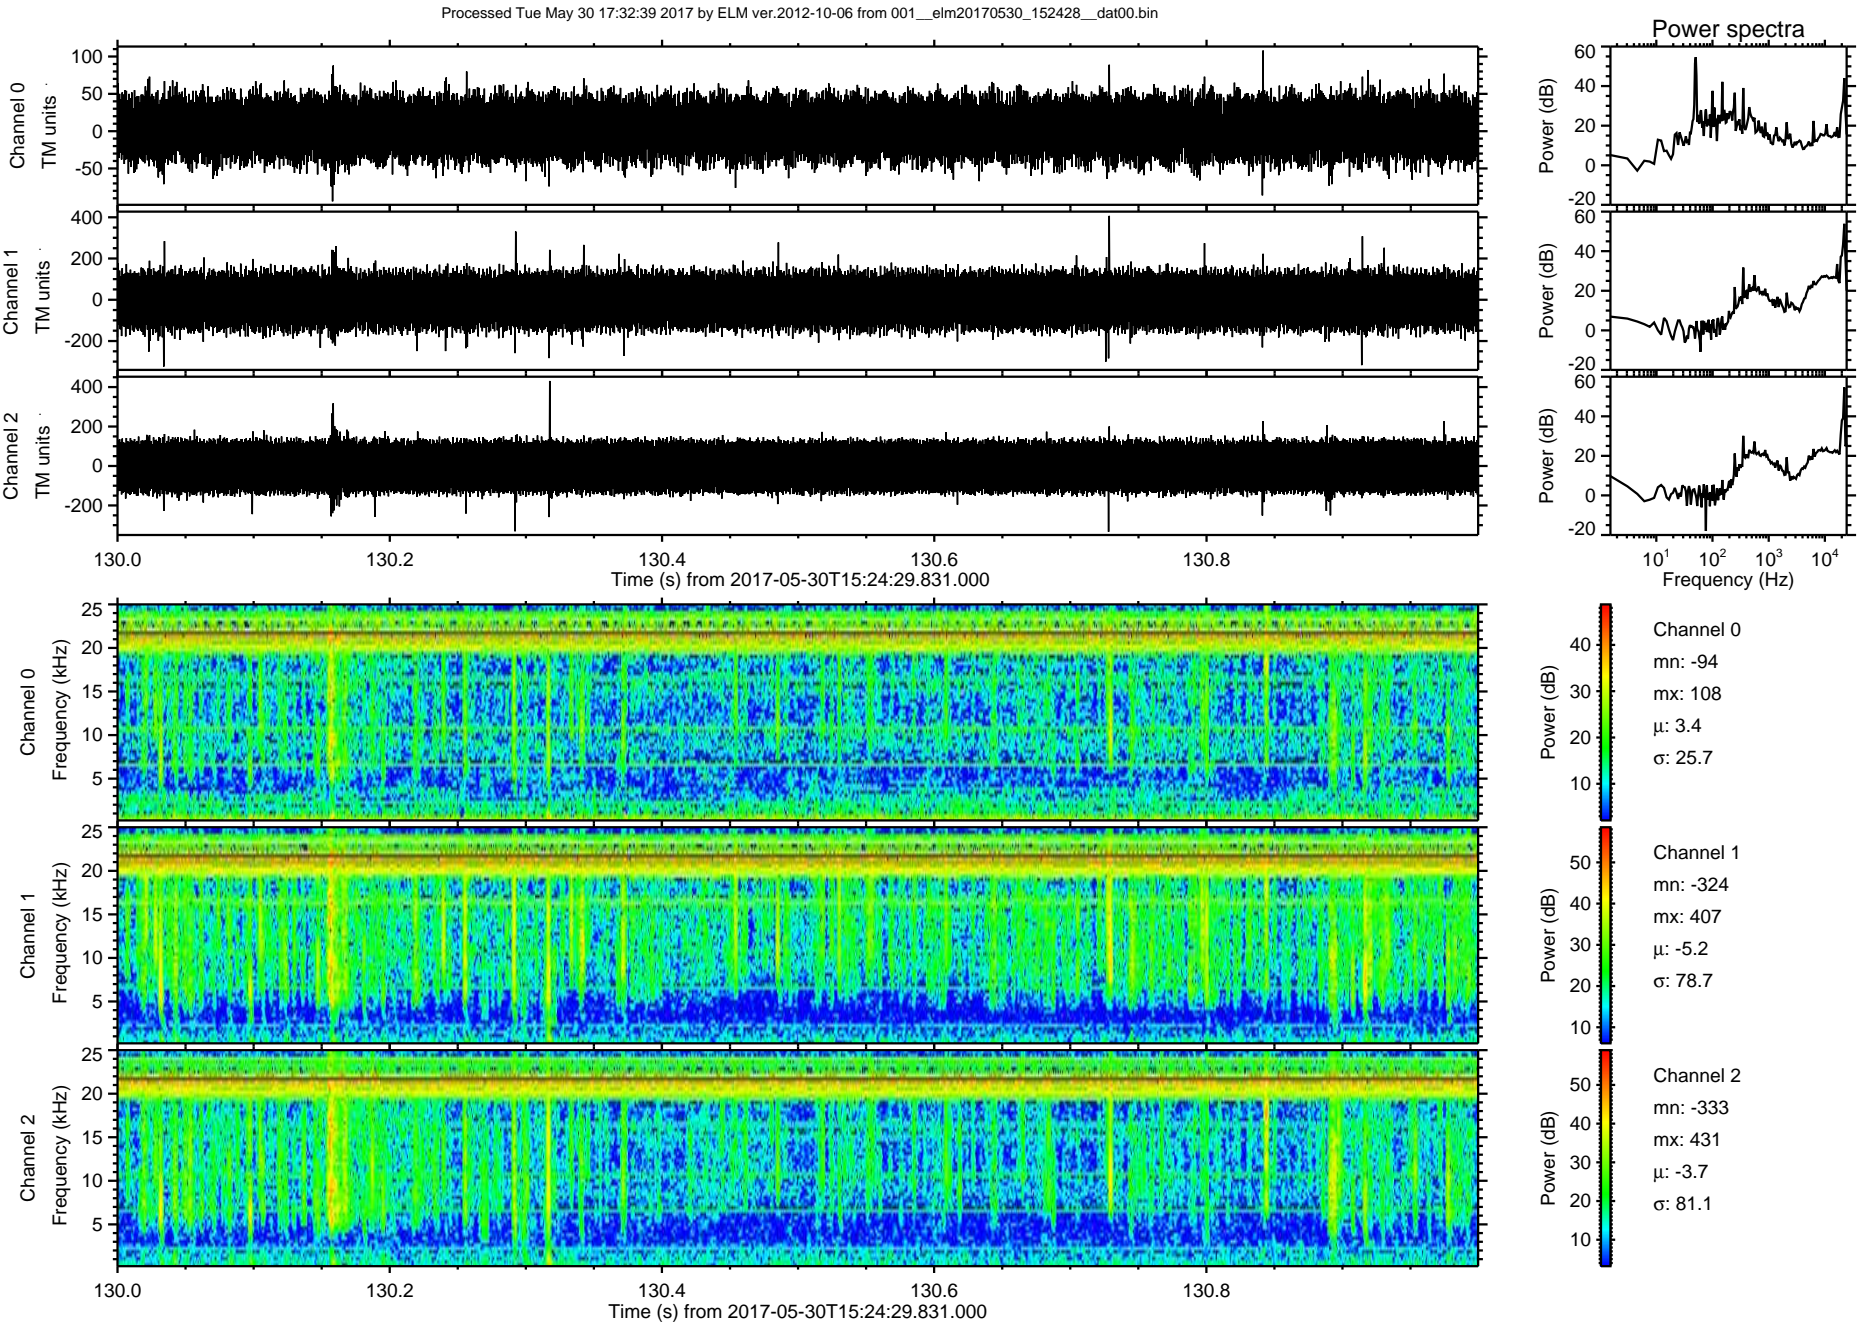 Processed Tue May 30 17:32:39 2017 by ELM ver.2012-10-06 from 001__elm20170530_152428__dat00.bin
Power spectra
Channel 0
TM units
100
50
0
-50
Power (dB)
60
40
20
0
-20
Channel 1
TM units
400
200
0
-200
Power (dB)
60
40
20
0
-20
Channel 2
TM units
400
200
0
-200
Power (dB)
60
40
20
0
-20
130.0 130.2 130.4 130.6 130.8
Time (s) from 2017-05-30T15:24:29.831.000
10¹ 10² 10³ 10⁴
Frequency (Hz)
Channel 0
Frequency (kHz)
25
20
15
10
5
Power (dB)
40
30
20
10
Channel 0
mn: -94
mx: 108
μ: 3.4
σ: 25.7
Channel 1
Frequency (kHz)
25
20
15
10
5
Power (dB)
50
40
30
20
10
Channel 1
mn: -324
mx: 407
μ: -5.2
σ: 78.7
Channel 2
Frequency (kHz)
25
20
15
10
5
Power (dB)
50
40
30
20
10
Channel 2
mn: -333
mx: 431
μ: -3.7
σ: 81.1
130.0 130.2 130.4 130.6 130.8
Time (s) from 2017-05-30T15:24:29.831.000